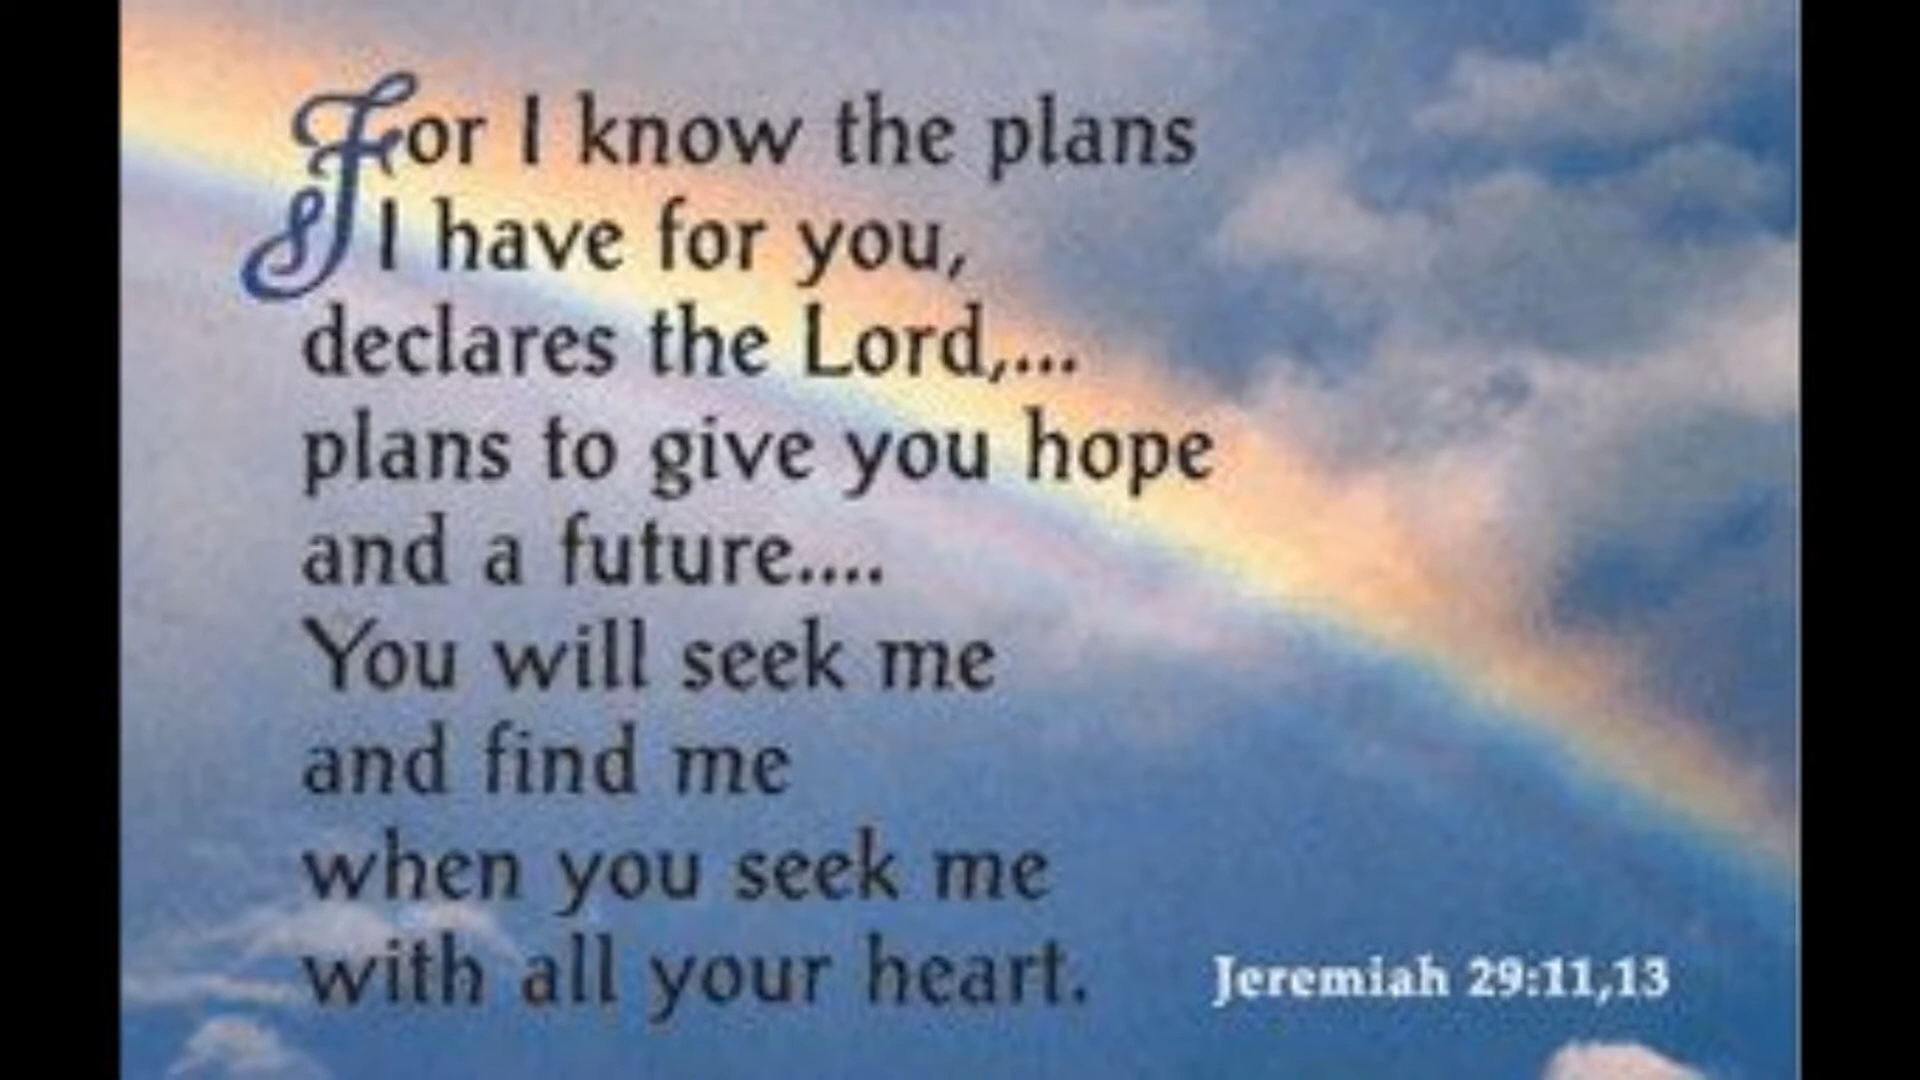 For I know the plans
I have for you,
declares the Lord,...
plans to give you hope
and a future....
You will seek me
and find me
when you seek me
with all your heart.
Jeremiah 29:11,13